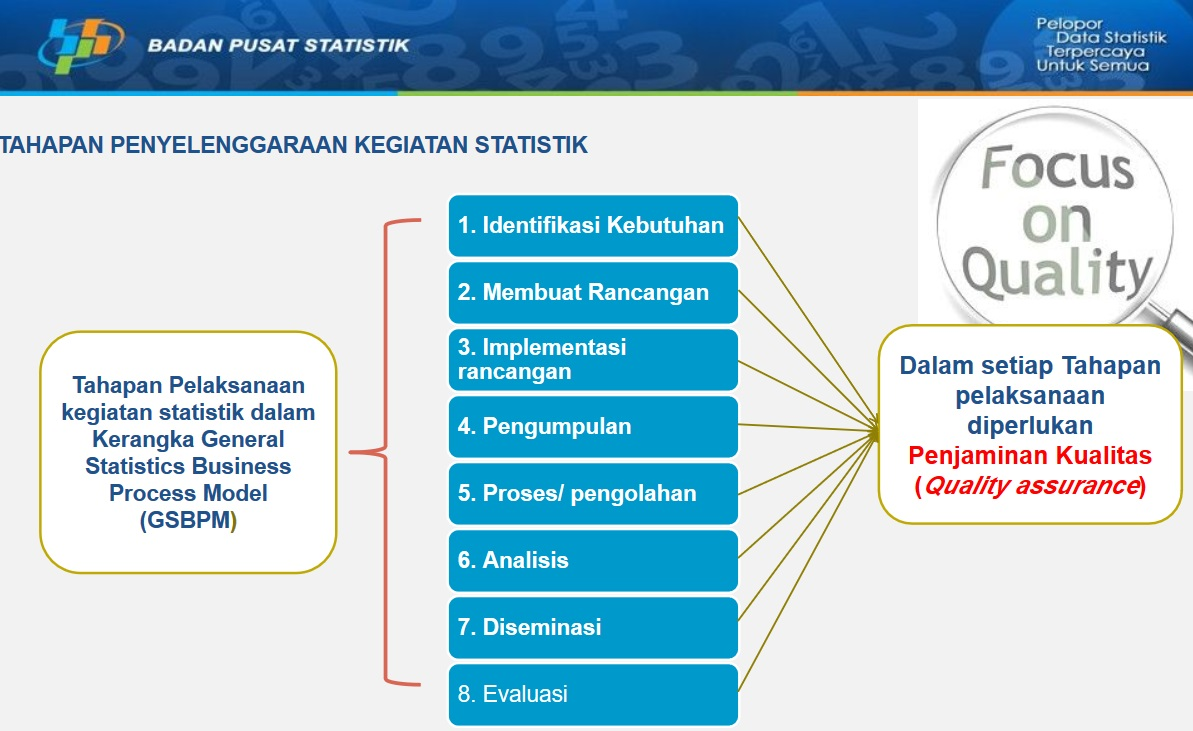 BADAN PUSAT STATISTIK
Pelopor
Data Statistik
Terpercaya
Untuk Semua
TAHAPAN PENYELENGGARAAN KEGIATAN STATISTIK
Focus
on
Quality
Tahapan Pelaksanaan
kegiatan statistik dalam
Kerangka General
Statistics Business
Process Model
(GSBPM)
1. Identifikasi Kebutuhan
2. Membuat Rancangan
3. Implementasi
rancangan
4. Pengumpulan
5. Proses/ pengolahan
6. Analisis
7. Diseminasi
8. Evaluasi
Dalam setiap Tahapan
pelaksanaan
diperlukan
Penjaminan Kualitas
(Quality assurance)